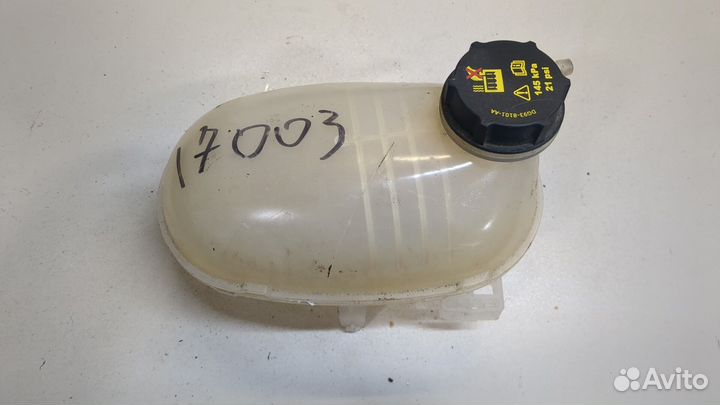 17003
145 kPa
21 psi
DG93-8101-AA
Avito